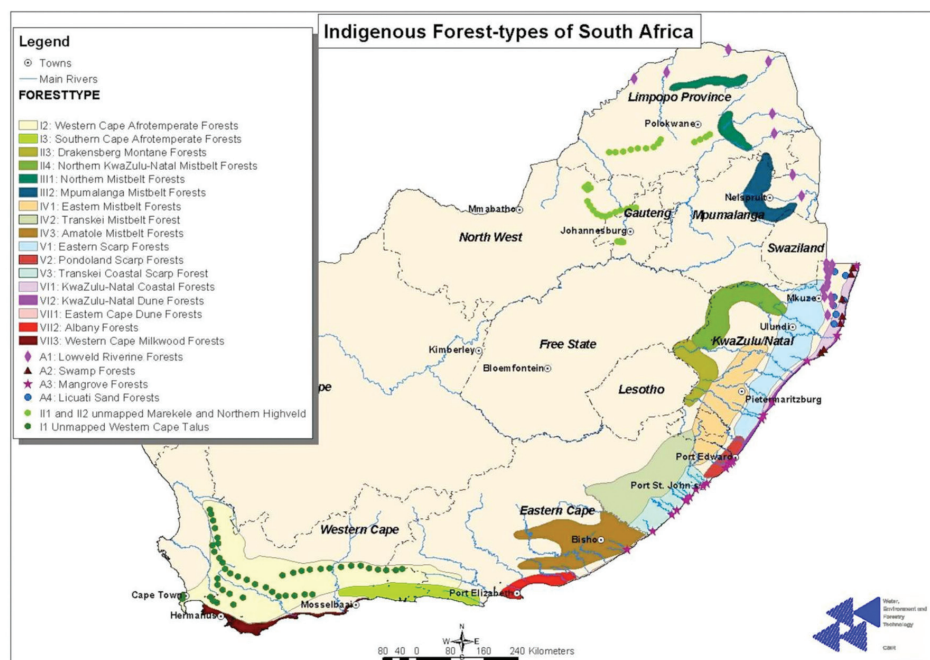 Indigenous Forest-types of South Africa
Legend
Towns
Main Rivers
FORESTTYPE
I2: Western Cape Afrotemperate Forests
I3: Southern Cape Afrotemperate Forests
II3: Drakensberg Montane Forests
II4: Northern KwaZulu-Natal Mistbelt Forests
III1: Northern Mistbelt Forests
III2: Mpumalanga Mistbelt Forests
IV1: Eastern Mistbelt Forests
IV2: Transkei Mistbelt Forest
IV3: Amatole Mistbelt Forests
V1: Eastern Scarp Forests
V2: Pondoland Scarp Forests
V3: Transkei Coastal Scarp Forest
VI1: KwaZulu-Natal Coastal Forests
VI2: KwaZulu-Natal Dune Forests
VII1: Eastern Cape Dune Forests
VII2: Albany Forests
VII3: Western Cape Milkwood Forests
A1: Lowveld Riverine Forests
A2: Swamp Forests
A3: Mangrove Forests
A4: Licuati Sand Forests
II1 and II2 unmapped Marekele and Northern Highveld
I1 Unmapped Western Cape Talus
Limpopo Province
Polokwane
Nelspruit
Mmabatho
Gauteng
Mpumalanga
Johannesburg
North West
Swaziland
Mkuze
Ulundi
KwaZulu/Natal
Kimberley
Free State
Bloemfontein
Lesotho
pe
Pietermaritzburg
Port Edward
Port St. John's
Eastern Cape
Western Cape
Bisho
Cape Town
Port Elizabeth
Mosselbaai
Hermanus
N
W E
S
80 40 0 80 160 240 Kilometers
Water,
Environment and
Forestry
Technology
CSIR